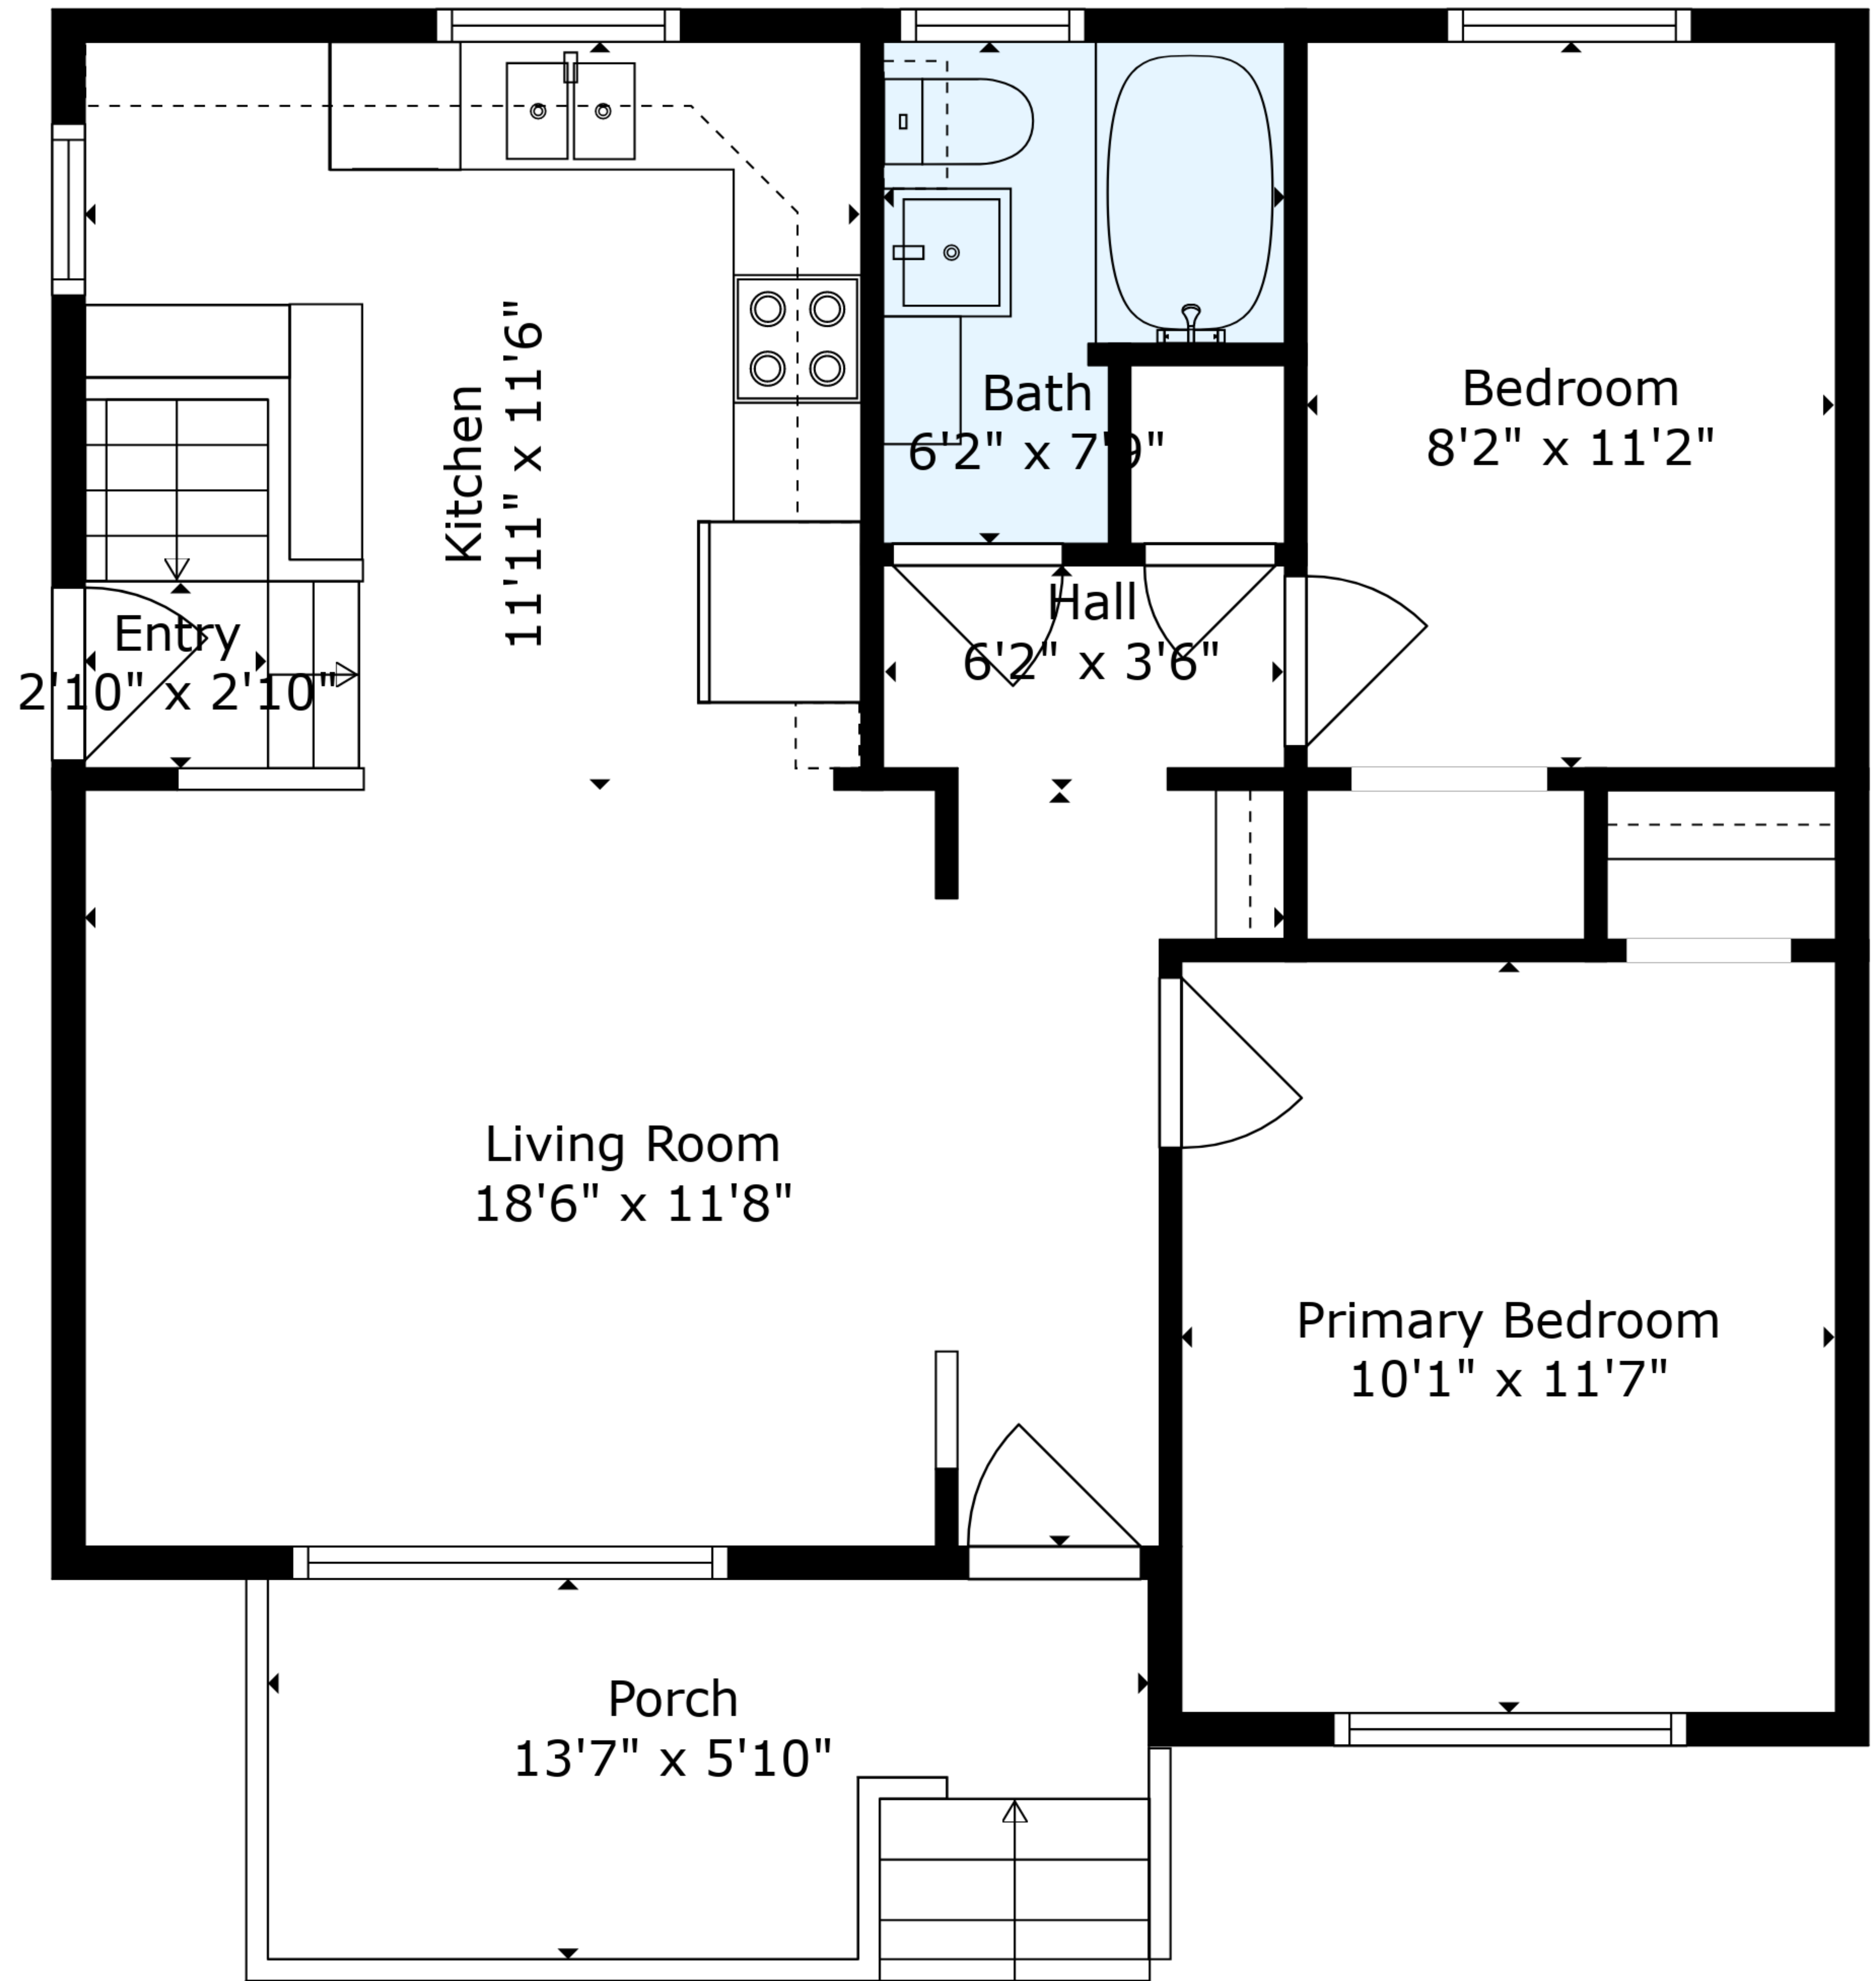 Kitchen
11'11" x 11'6"
Bath
6'2" x 7'9"
Bedroom
8'2" x 11'2"
Entry
2'10" x 2'10"
Hall
6'2" x 3'6"
Living Room
18'6" x 11'8"
Primary Bedroom
10'1" x 11'7"
Porch
13'7" x 5'10"